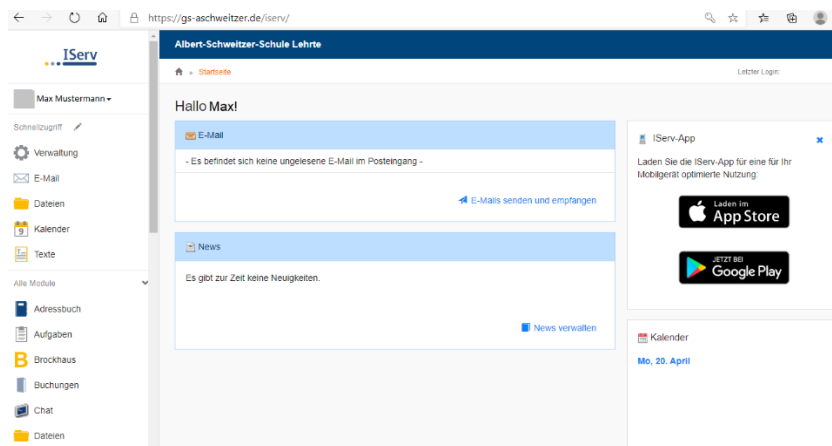 https://gs-aschweitzer.de/iserv/
IServ
Max Mustermann
Schnellzugriff
Verwaltung
E-Mail
Dateien
9
Kalender
Texte
Alle Module
Adressbuch
Aufgaben
B Brockhaus
Buchungen
Chat
Dateien
Albert-Schweitzer-Schule Lehrte
» Startseite
Letzter Login:
Hallo Max!
E-Mail
- Es befindet sich keine ungelesene E-Mail im Posteingang -
E-Mails senden und empfangen
News
Es gibt zur Zeit keine Neuigkeiten.
News verwalten
IServ-App
Laden Sie die IServ-App für eine für Ihr
Mobilgerät optimierte Nutzung:
Laden im
App Store
JETZT BEI
Google Play
Kalender
Mo, 20. April